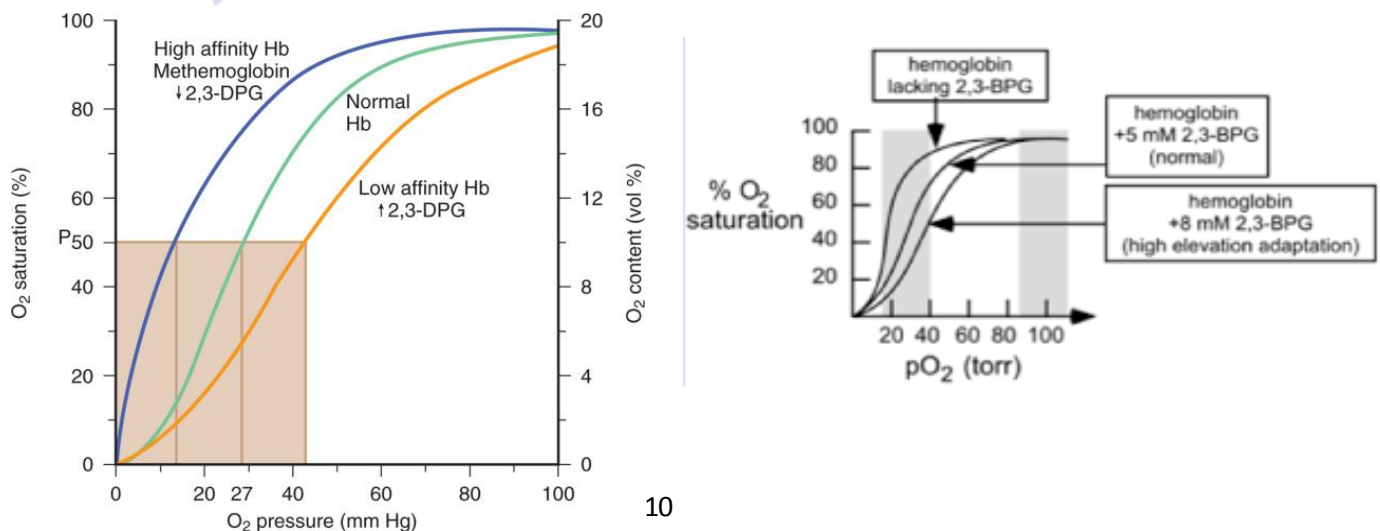 100
80
60
P50
40
20
0
O2 saturation (%)
High affinity Hb
Methemoglobin
↓2,3-DPG
Normal
Hb
Low affinity Hb
↑2,3-DPG
20
16
12
8
4
0
O2 content (vol %)
0 20 27 40 60 80 100
O2 pressure (mm Hg)
10
hemoglobin
lacking 2,3-BPG
hemoglobin
+5 mM 2,3-BPG
(normal)
hemoglobin
+8 mM 2,3-BPG
(high elevation adaptation)
% O2
saturation
100
80
60
40
20
20 40 60 80 100
pO2 (torr)